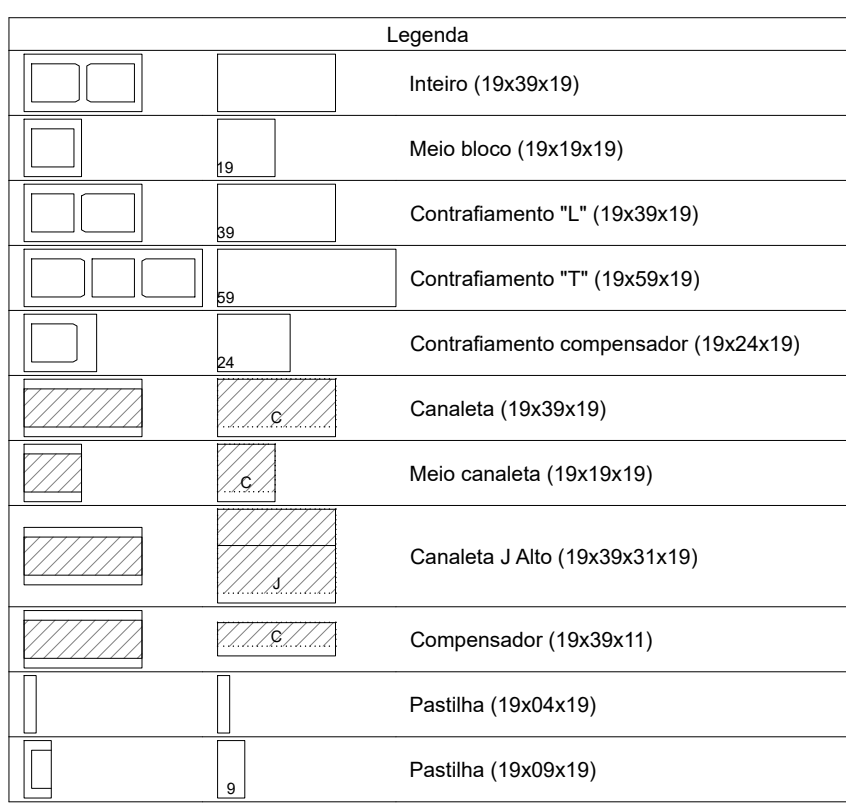 Legenda
Inteiro (19x39x19)
19 Meio bloco (19x19x19)
39 Contrafiamento "L" (19x39x19)
59 Contrafiamento "T" (19x59x19)
24 Contrafiamento compensador (19x24x19)
C Canaleta (19x39x19)
C Meio canaleta (19x19x19)
J Canaleta J Alto (19x39x31x19)
C Compensador (19x39x11)
Pastilha (19x04x19)
9 Pastilha (19x09x19)